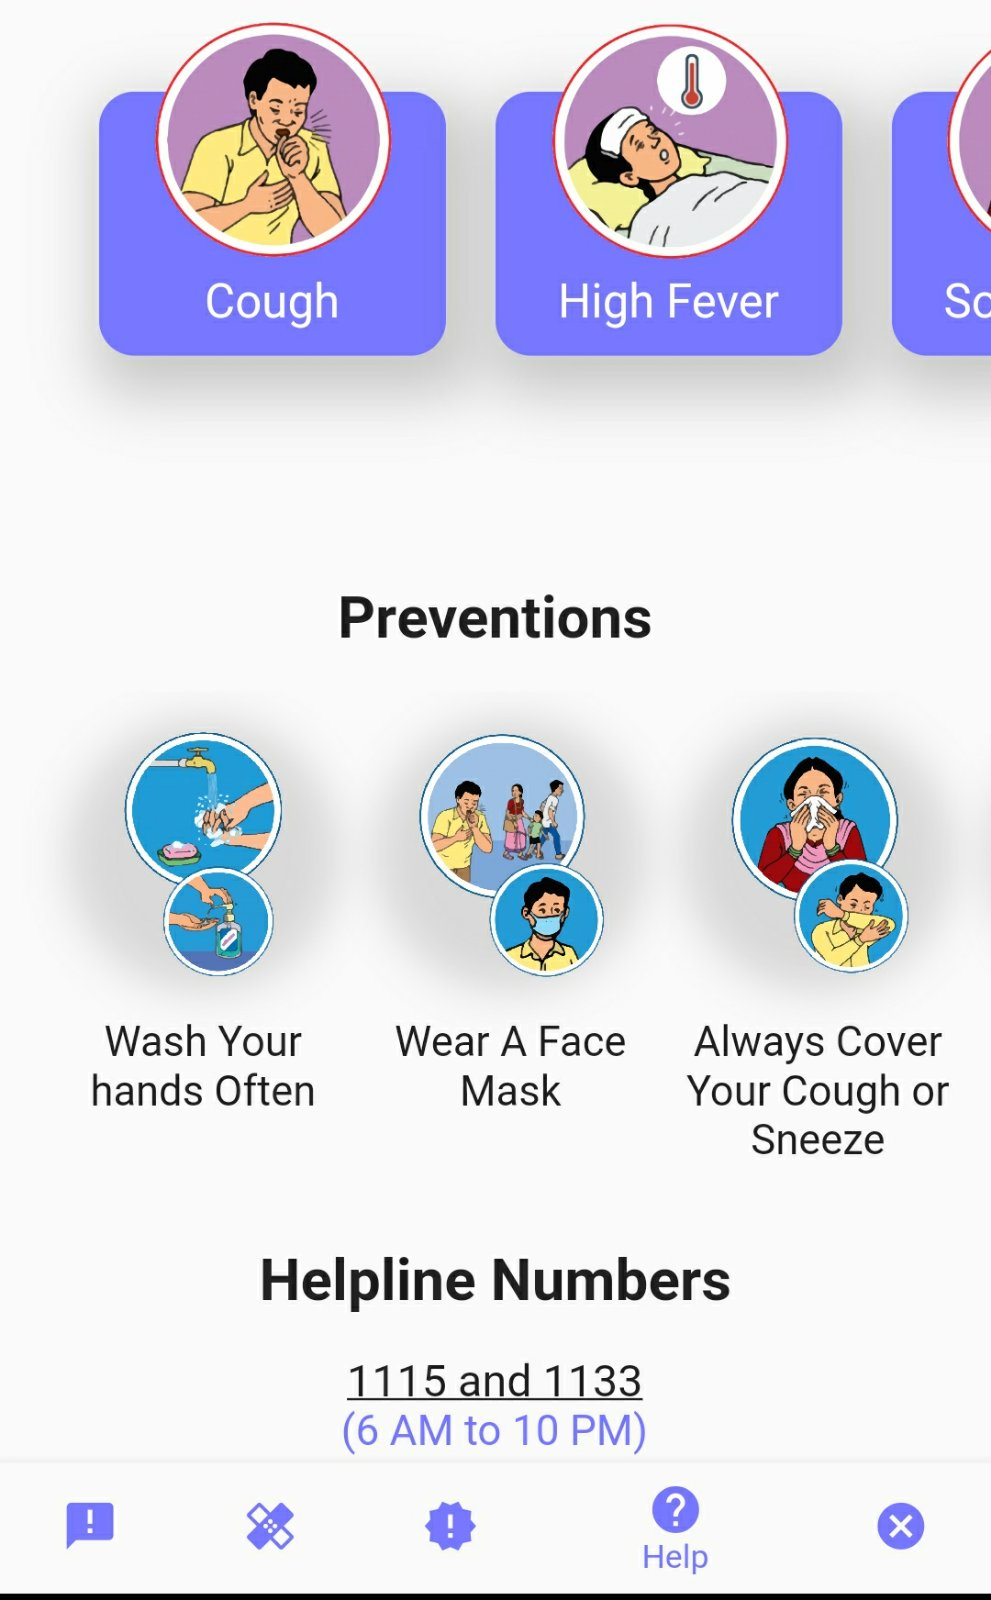 Cough
High Fever
So
Preventions
Wash Your
hands Often
Wear A Face
Mask
Always Cover
Your Cough or
Sneeze
Helpline Numbers
1115 and 1133
(6 AM to 10 PM)
Help